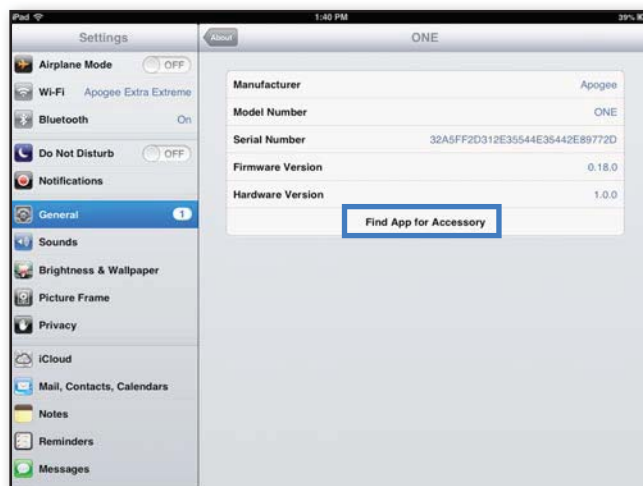 iPad 1:40 PM 39%
Settings
About
ONE
Airplane Mode OFF
Wi-Fi Apogee Extra Extreme
Bluetooth On
Do Not Disturb OFF
Notifications
General 1
Sounds
Brightness & Wallpaper
Picture Frame
Privacy
iCloud
Mail, Contacts, Calendars
Notes
Reminders
Messages
Manufacturer Apogee
Model Number ONE
Serial Number 32A5FF2D312E35544E35442E89772D
Firmware Version 0.18.0
Hardware Version 1.0.0
Find App for Accessory